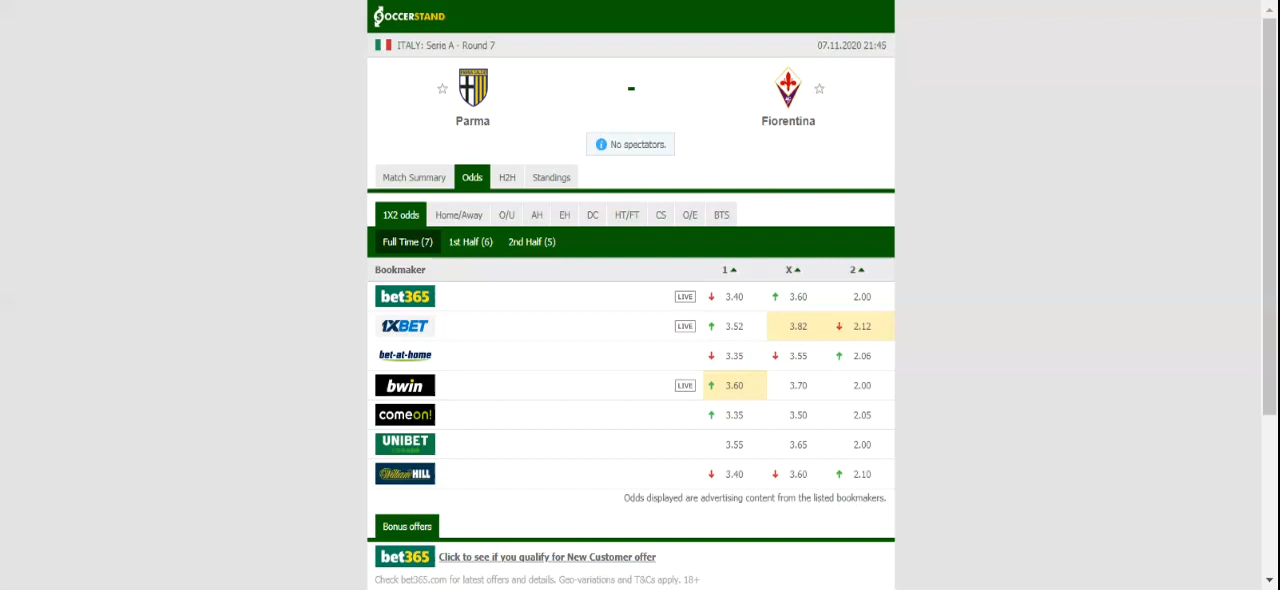 SOCCERSTAND
ITALY: Serie A - Round 7 07.11.2020 21:45
-
Parma Fiorentina
No spectators.
Match Summary Odds H2H Standings
1X2 odds Home/Away O/U AH EH DC HT/FT CS O/E BTS
Full Time (7) 1st Half (6) 2nd Half (5)
Bookmaker 1 X 2
bet365 LIVE 3.40 3.60 2.00
1XBET LIVE 3.52 3.82 2.12
bet-at-home 3.35 3.55 2.06
bwin LIVE 3.60 3.70 2.00
comeon! 3.35 3.50 2.05
UNIBET 3.55 3.65 2.00
William HILL 3.40 3.60 2.10
Odds displayed are advertising content from the listed bookmakers.
Bonus offers
bet365 Click to see if you qualify for New Customer offer
Check bet365.com for latest offers and details. Geo-variations and T&Cs apply. 18+